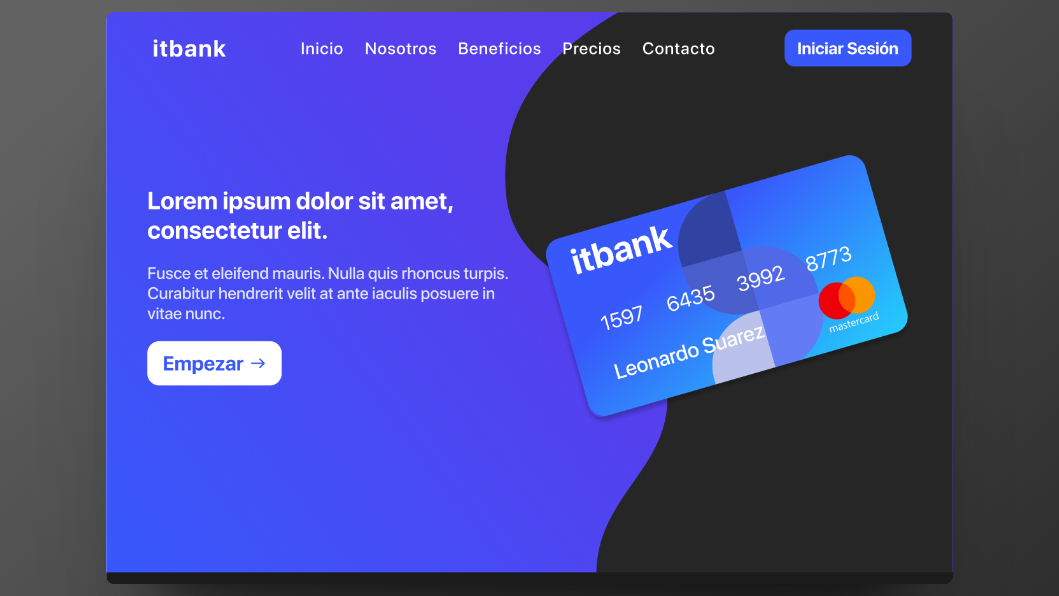 itbank
Inicio Nosotros Beneficios Precios Contacto
Iniciar Sesión
Lorem ipsum dolor sit amet,
consectetur elit.
Fusce et eleifend mauris. Nulla quis rhoncus turpis.
Curabitur hendrerit velit at ante iaculis posuere in
vitae nunc.
Empezar →
itbank
1597 6435 3992 8773
Leonardo Suarez
mastercard